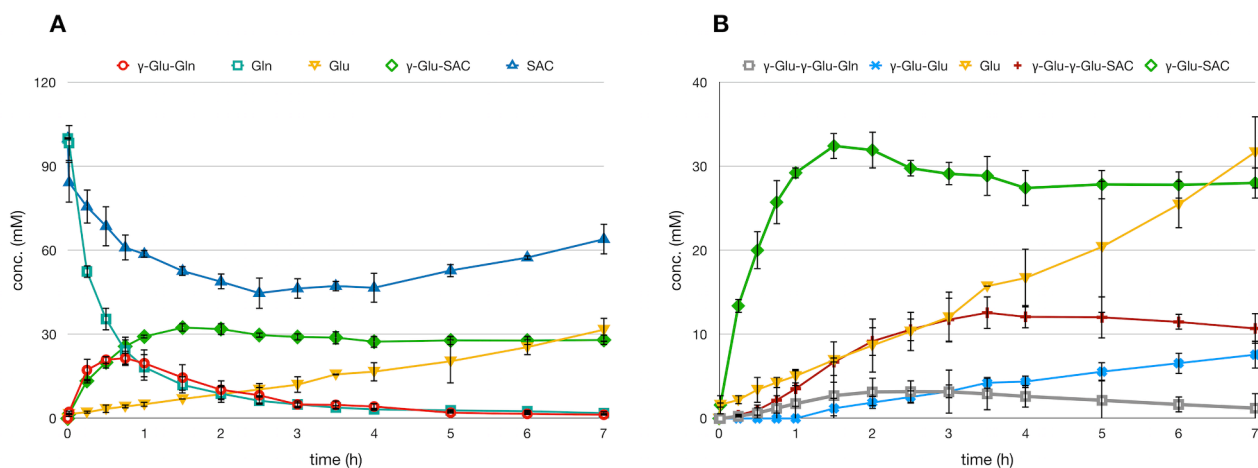 A
γ-Glu-Gln Gln Glu γ-Glu-SAC SAC
120
90
60
30
0
conc. (mM)
0 1 2 3 4 5 6 7
time (h)
B
γ-Glu-γ-Glu-Gln γ-Glu-Glu Glu γ-Glu-γ-Glu-SAC γ-Glu-SAC
40
30
20
10
0
conc. (mM)
0 1 2 3 4 5 6 7
time (h)